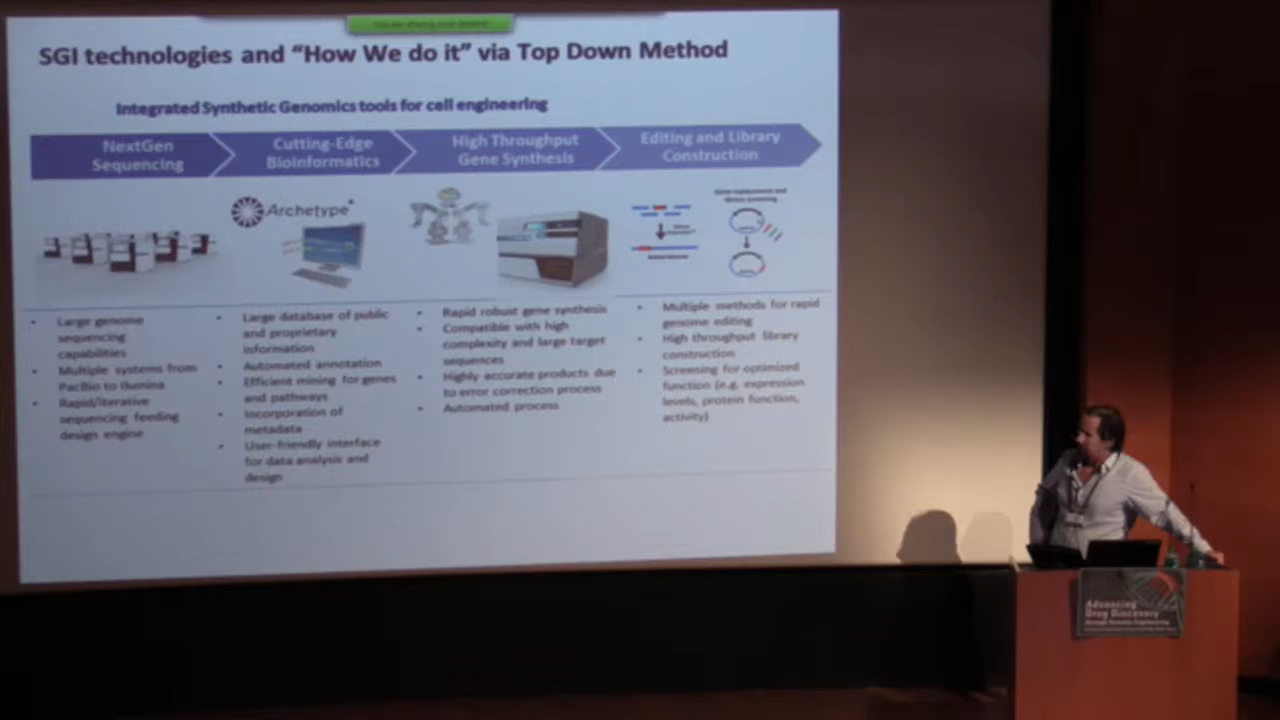 SGI technologies and “How We do it” via Top Down Method
Integrated Synthetic Genomics tools for cell engineering
NextGen
Sequencing
Cutting-Edge
Bioinformatics
High Throughput
Gene Synthesis
Editing and Library
Construction
Archetype
• Large genome
sequencing
capabilities
• Multiple systems from
PacBio to Ilumina
• Rapid/iterative
sequencing feeding
design engine
• Large database of public
and proprietary
information
• Automated annotation
• Efficient mining for genes
and pathways
• Incorporation of
metadata
• User-friendly interface
for data analysis and
design
• Rapid robust gene synthesis
• Compatible with high
complexity and large target
sequences
• Highly accurate products due
to error correction process
• Automated process
• Multiple methods for rapid
genome editing
• High throughput library
construction
• Screening for optimized
function (e.g. expression
levels, protein function,
activity)
Advancing
Drug Discovery
through Genome Engineering